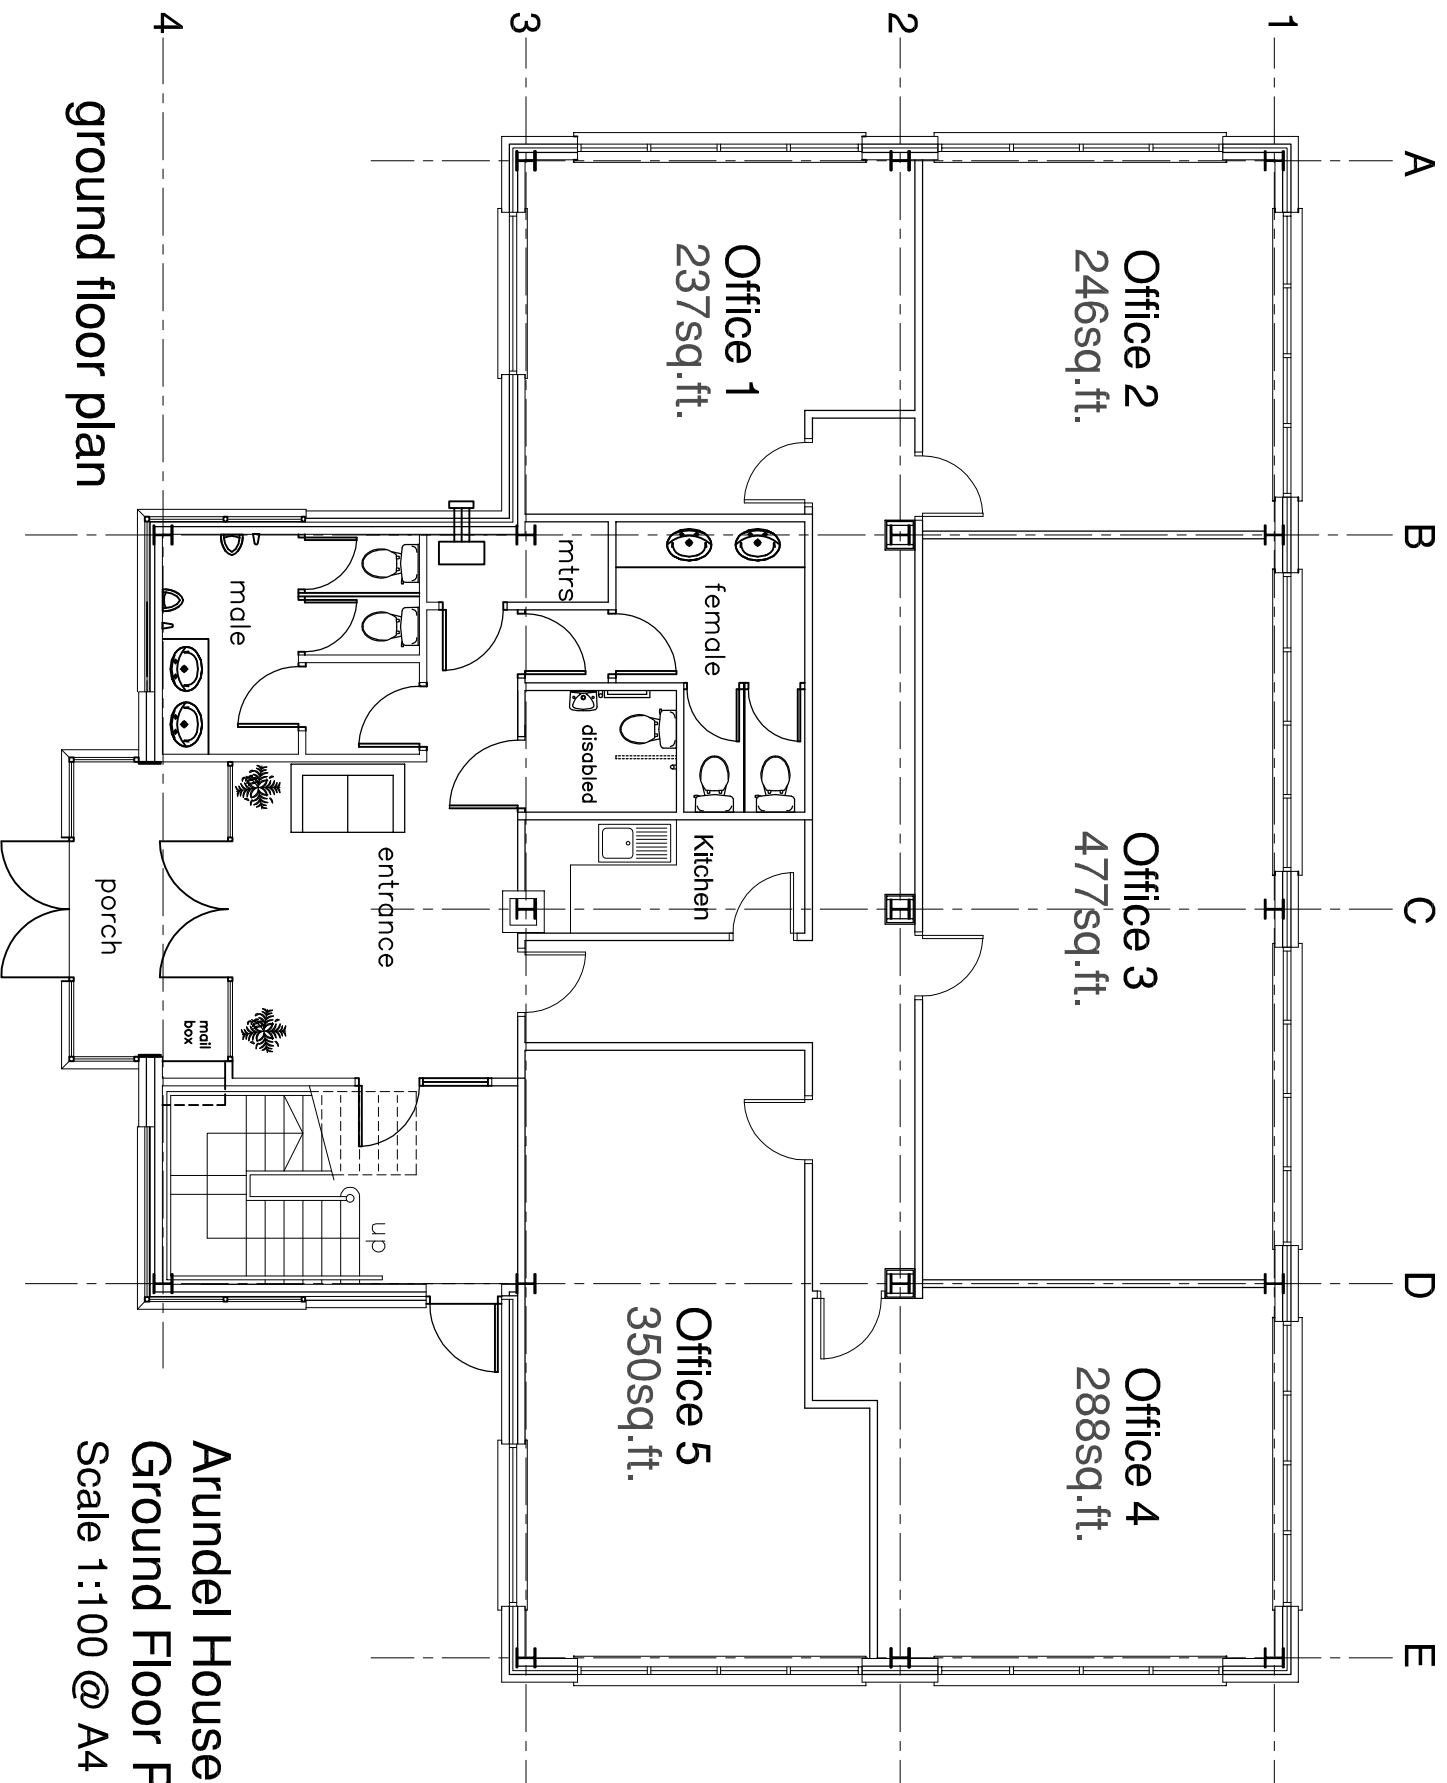 A
B
C
D
E
1
2
3
4
Office 2
246sq.ft.
Office 3
477sq.ft.
Office 4
288sq.ft.
Office 1
237sq.ft.
Office 5
350sq.ft.
female
Kitchen
mtrs
disabled
male
entrance
up
mail
box
porch
ground floor plan
Arundel House
Ground Floor P
Scale 1:100 @ A4